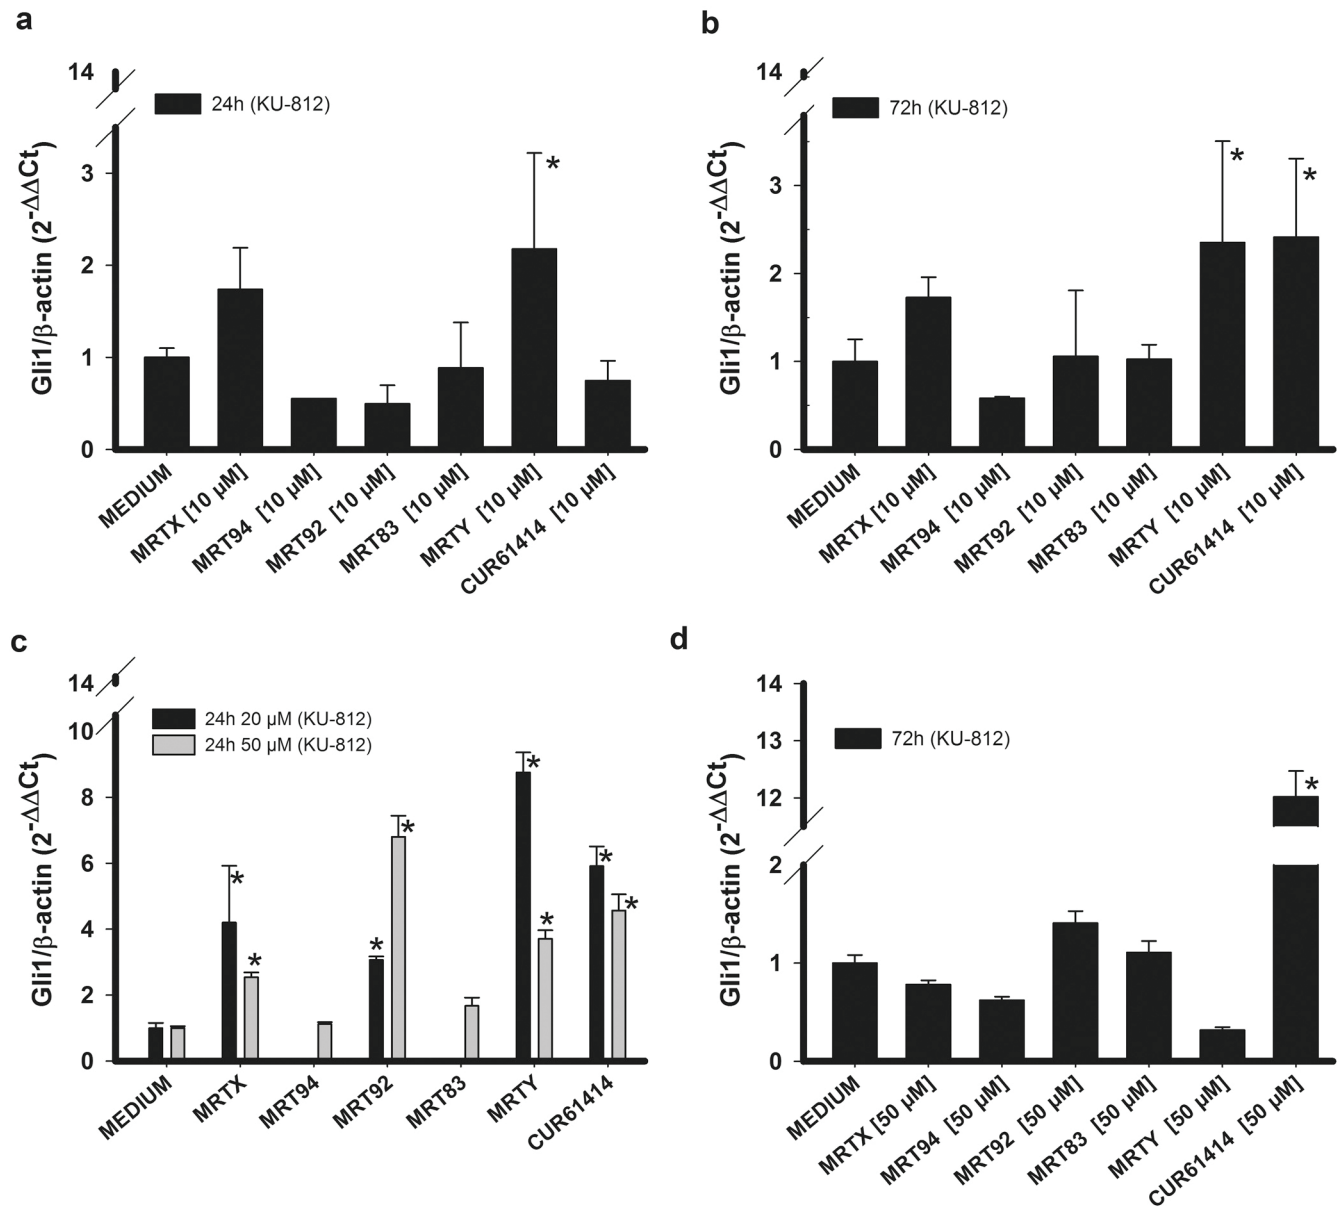 a
14
24h (KU-812)
3
2
1
0
Gli1/β-actin (2-ΔΔCt)
*
MEDIUM
MRTX [10 µM]
MRT94 [10 µM]
MRT92 [10 µM]
MRT83 [10 µM]
MRTY [10 µM]
CUR61414 [10 µM]
b
14
72h (KU-812)
3
2
1
0
Gli1/β-actin (2-ΔΔCt)
*
*
MEDIUM
MRTX [10 µM]
MRT94 [10 µM]
MRT92 [10 µM]
MRT83 [10 µM]
MRTY [10 µM]
CUR61414 [10 µM]
c
14
24h 20 µM (KU-812)
24h 50 µM (KU-812)
10
8
6
4
2
0
Gli1/β-actin (2-ΔΔCt)
*
*
*
*
*
*
*
*
MEDIUM
MRTX
MRT94
MRT92
MRT83
MRTY
CUR61414
d
14
13
12
2
1
0
72h (KU-812)
Gli1/β-actin (2-ΔΔCt)
*
MEDIUM
MRTX [50 µM]
MRT94 [50 µM]
MRT92 [50 µM]
MRT83 [50 µM]
MRTY [50 µM]
CUR61414 [50 µM]